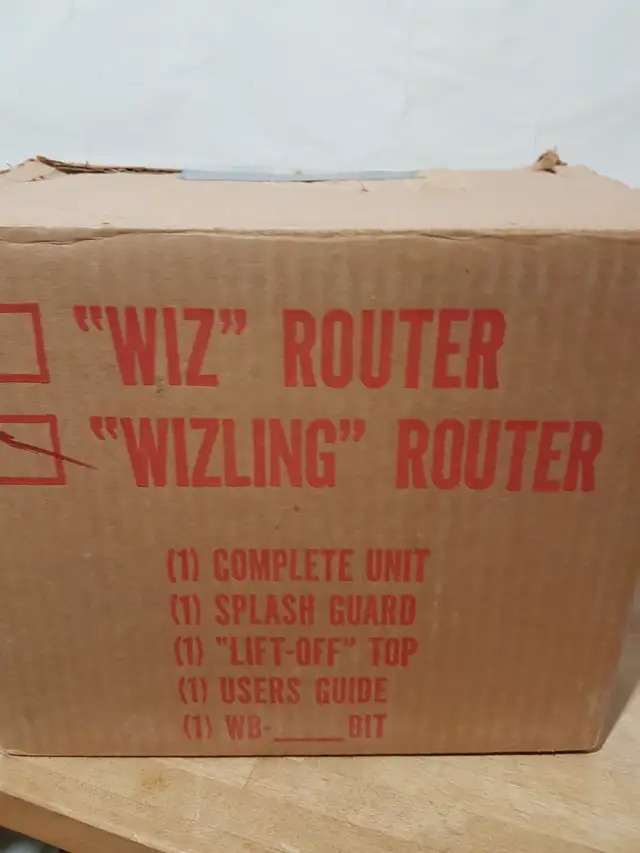 "WIZ" ROUTER
"WIZLING" ROUTER
(1) COMPLETE UNIT
(1) SPLASH GUARD
(1) "LIFT-OFF" TOP
(1) USERS GUIDE
(1) WB-_____BIT